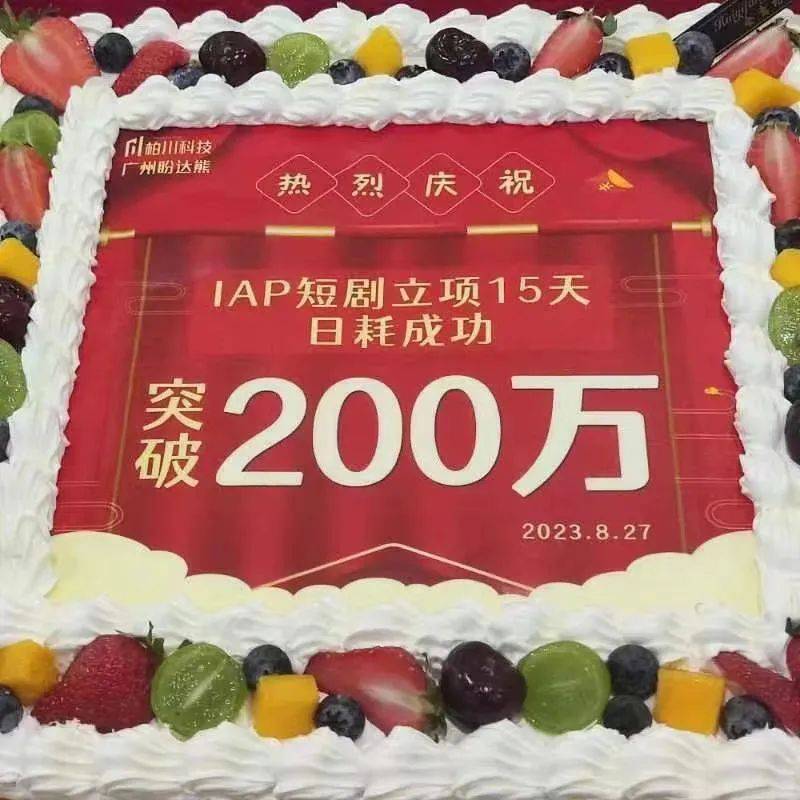 柏川科技
广州盼达熊
热烈庆祝
IAP短剧立项15天
日耗成功
突破200万
2023.8.27